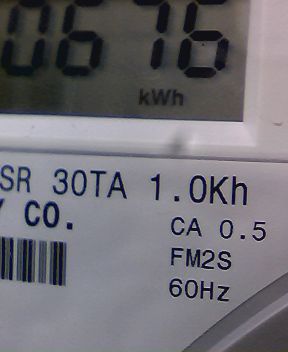 0676
kWh
SR 30TA 1.0Kh
Y CO.
CA 0.5
FM2S
60Hz